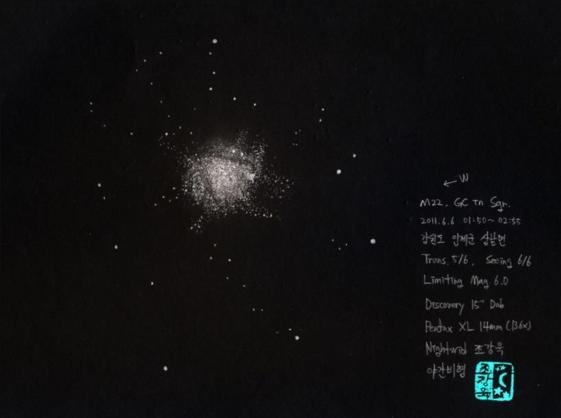 ← W
M22. GC in Sgr.
2011.6.6 01:50~02:55
강원도 인제군 상남면
Trans. 5/6, Seeing 6/6
Limiting Mag 6.0
Discovery 15" Dob
Pentax XL 14mm (136x)
Nightwid 조강욱
야간비행
조강욱